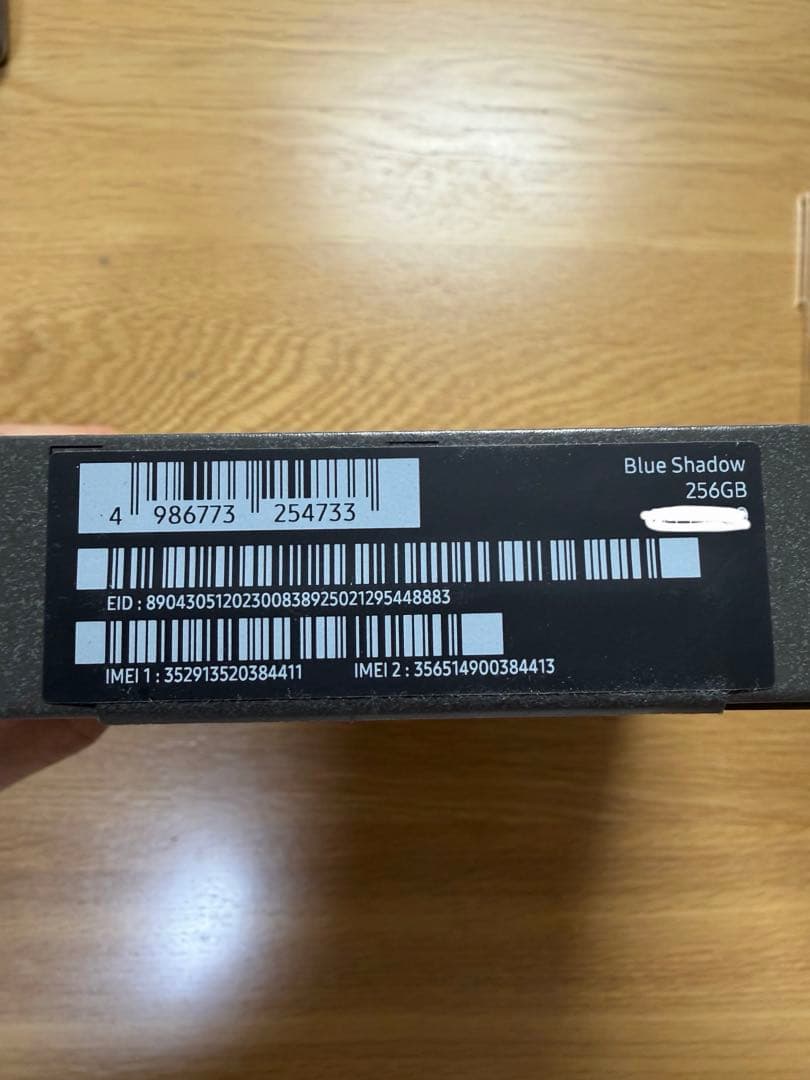 4 986773 254733
Blue Shadow
256GB
EID : 89043051202300838925021295448883
IMEI 1 : 352913520384411 IMEI 2 : 356514900384413